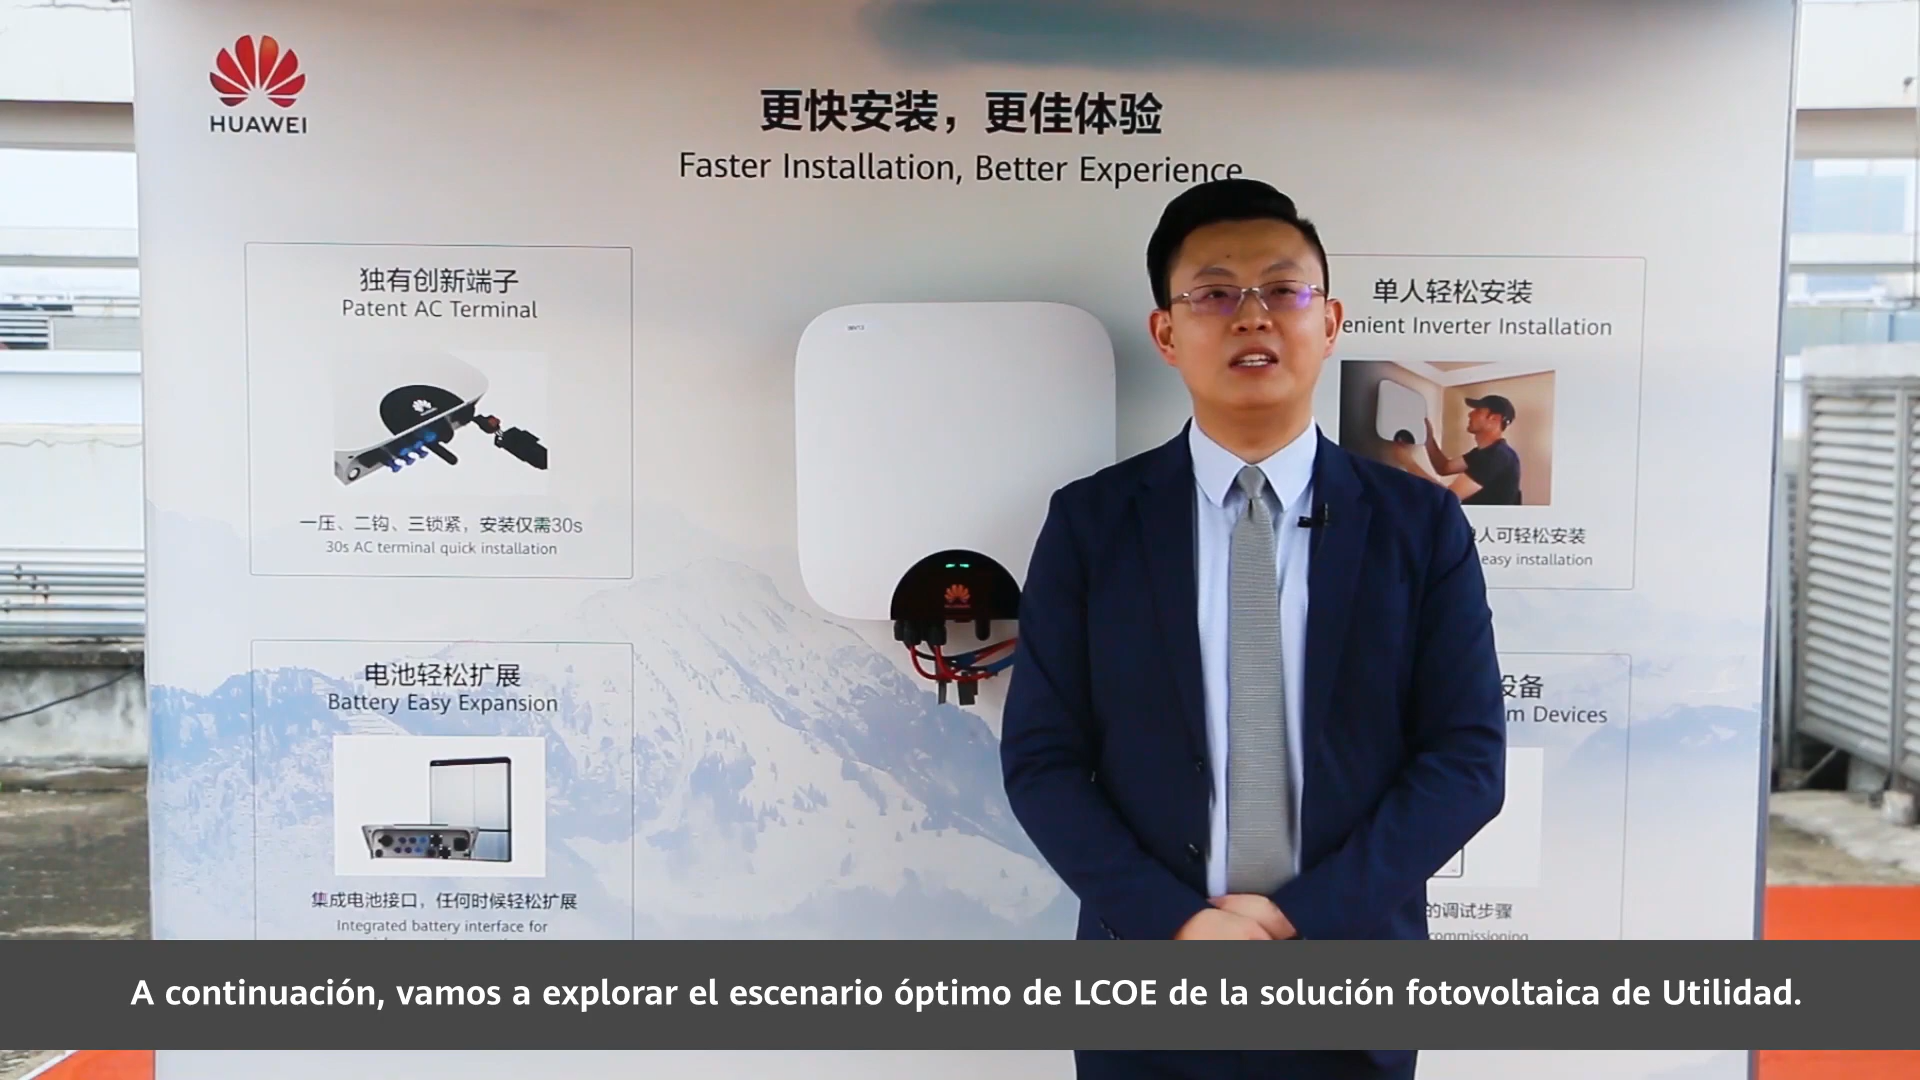 HUAWEI
更快安装，更佳体验
Faster Installation, Better Experience
独有创新端子
Patent AC Terminal
一压、二钩、三锁紧，安装仅需30s
30s AC terminal quick installation
单人轻松安装
enient Inverter Installation
人可轻松安装
easy installation
电池轻松扩展
Battery Easy Expansion
集成电池接口，任何时候轻松扩展
Integrated battery interface for
设备
m Devices
的调试步骤
commissioning
A continuación, vamos a explorar el escenario óptimo de LCOE de la solución fotovoltaica de Utilidad.